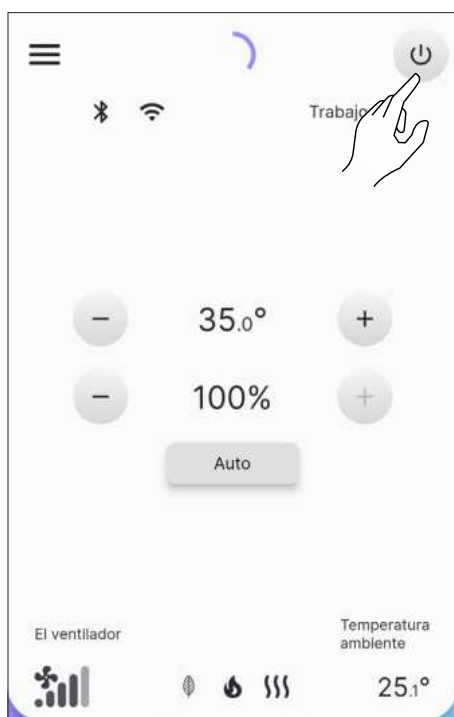 Trabajo
35.0°
100%
Auto
El ventilador
Temperatura
ambiente
25.1°